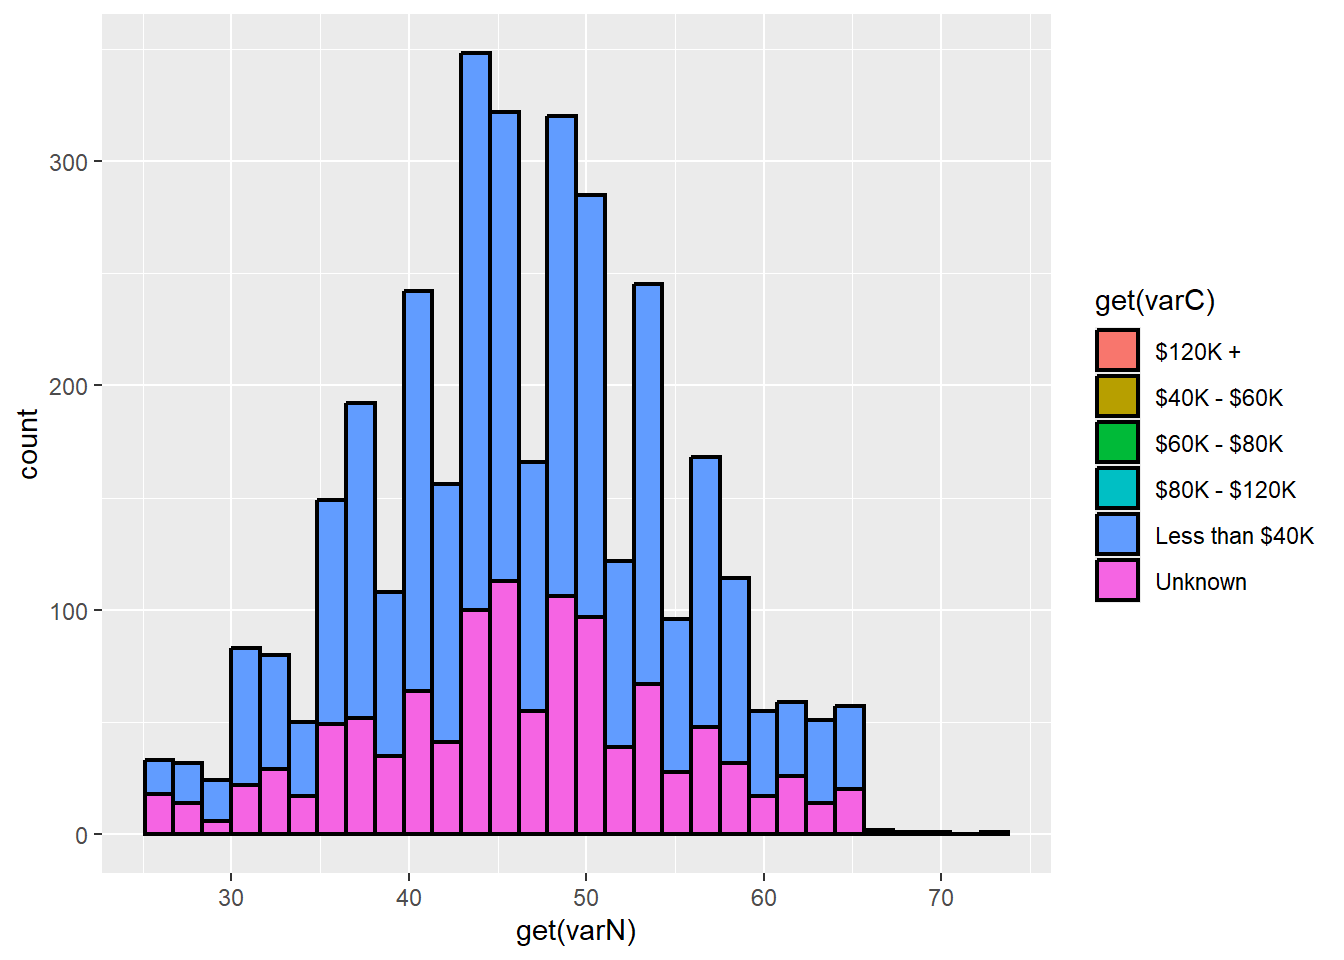 300
200
100
0
count
30 40 50 60 70
get(varN)
get(varC)
$120K +
$40K - $60K
$60K - $80K
$80K - $120K
Less than $40K
Unknown